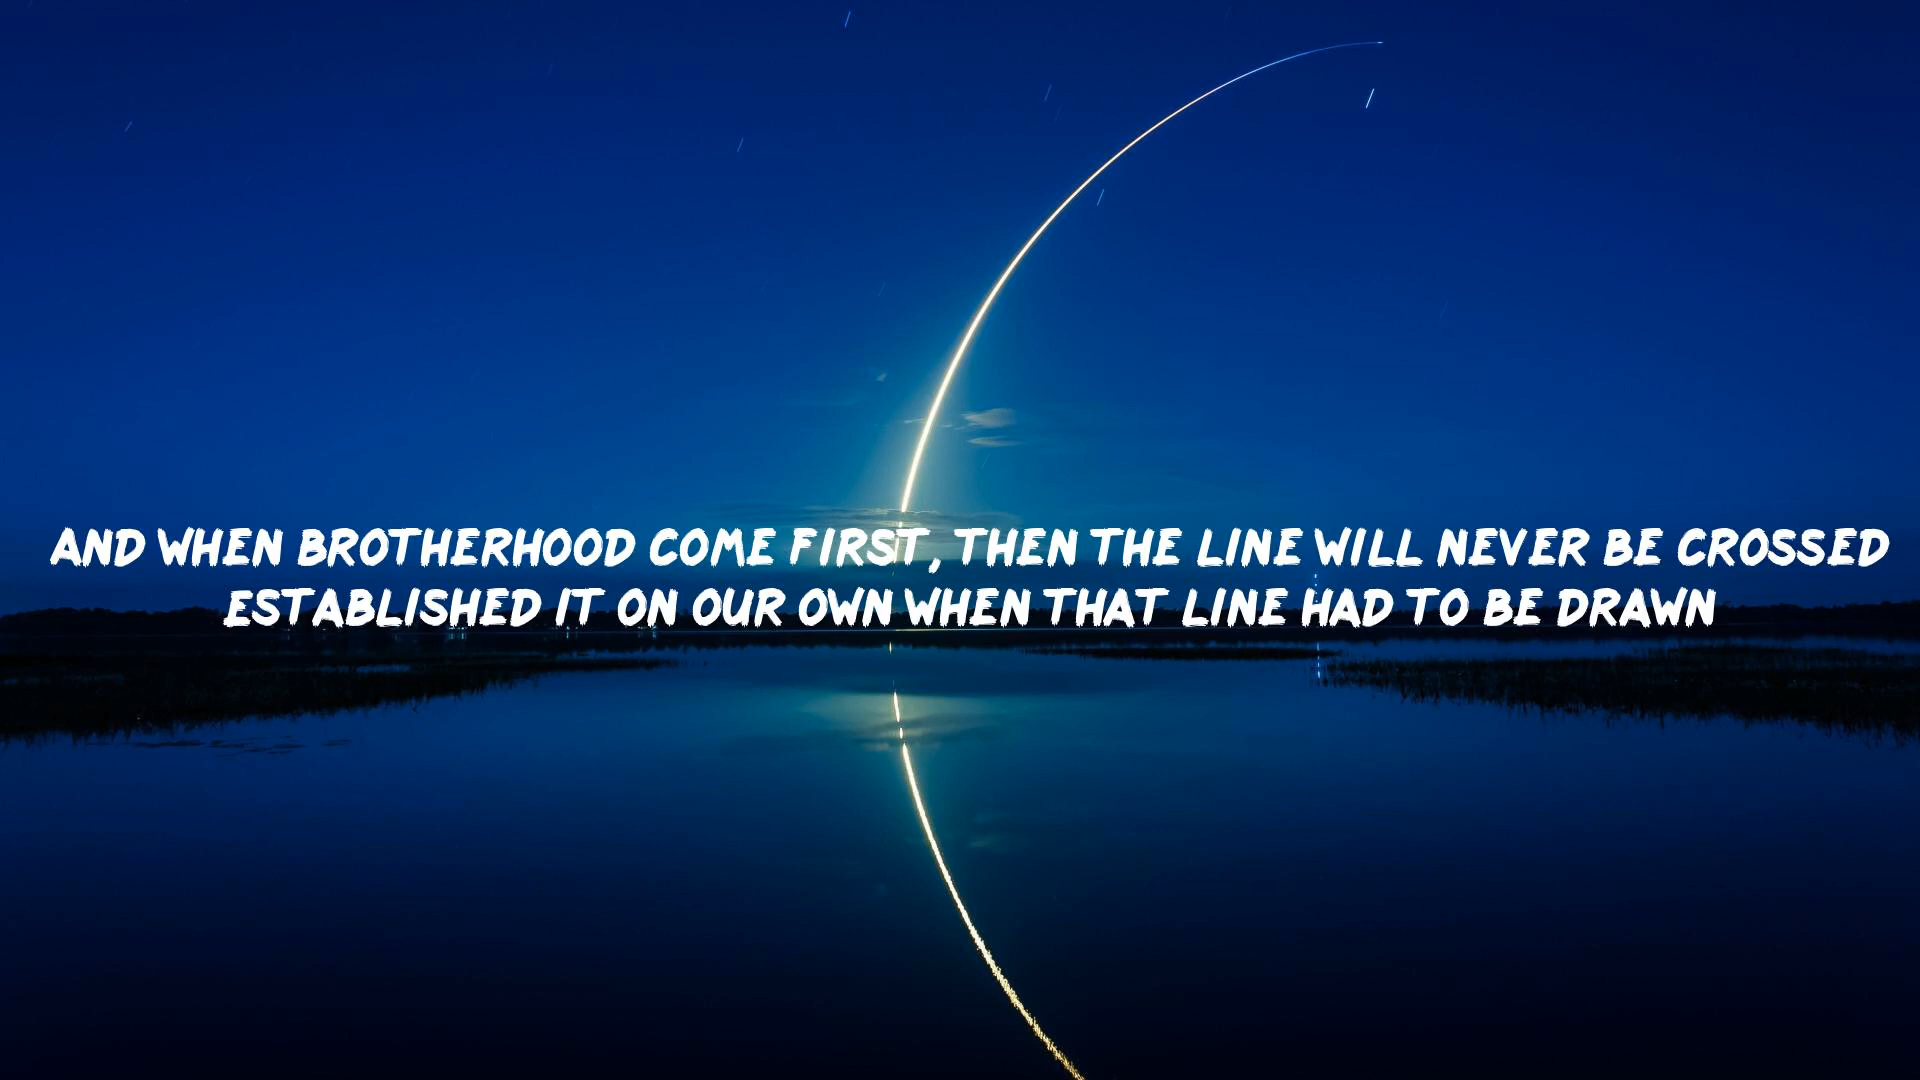 AND WHEN BROTHERHOOD COME FIRST, THEN THE LINE WILL NEVER BE CROSSED
ESTABLISHED IT ON OUR OWN WHEN THAT LINE HAD TO BE DRAWN